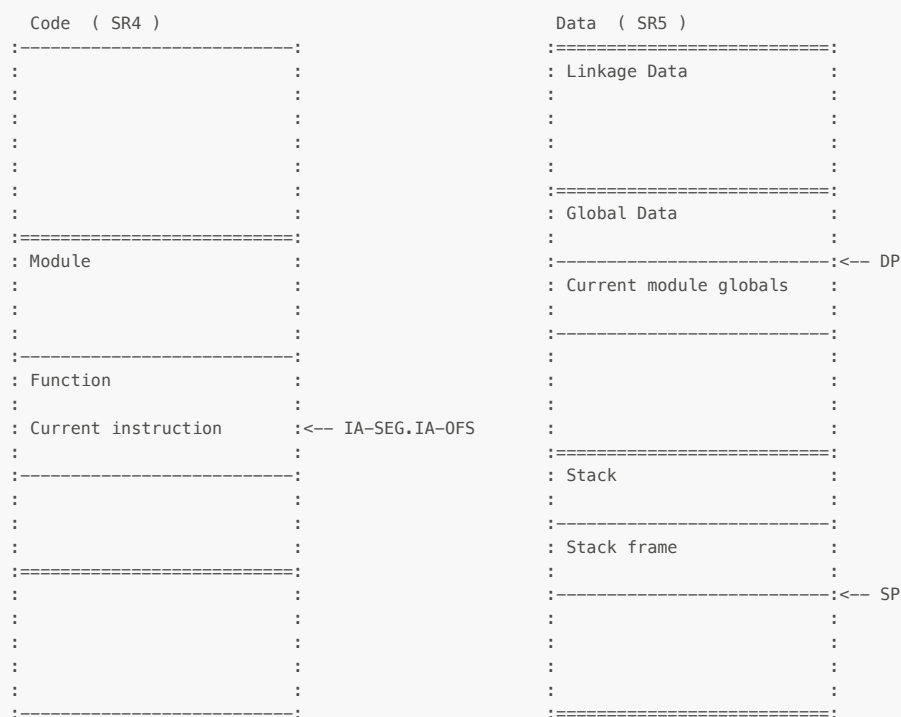 Code ( SR4 ) Data ( SR5 )
:---------------------------: :===========================:
: : : Linkage Data :
: : : :
: : : :
: : : :
: : : :
: : :===========================:
: : : Global Data :
:===========================: : :
: Module : :---------------------------:<-- DP
: : : Current module globals :
: : : :
: : :---------------------------:
:---------------------------: : :
: Function : : :
: : : :
: Current instruction :<-- IA-SEG.IA-OFS : :
: : :===========================:
:---------------------------: : Stack :
: : : :
: : :---------------------------:
: : : Stack frame :
:===========================: : :
: : :---------------------------:<-- SP
: : : :
: : : :
: : : :
: : : :
:---------------------------: :===========================: